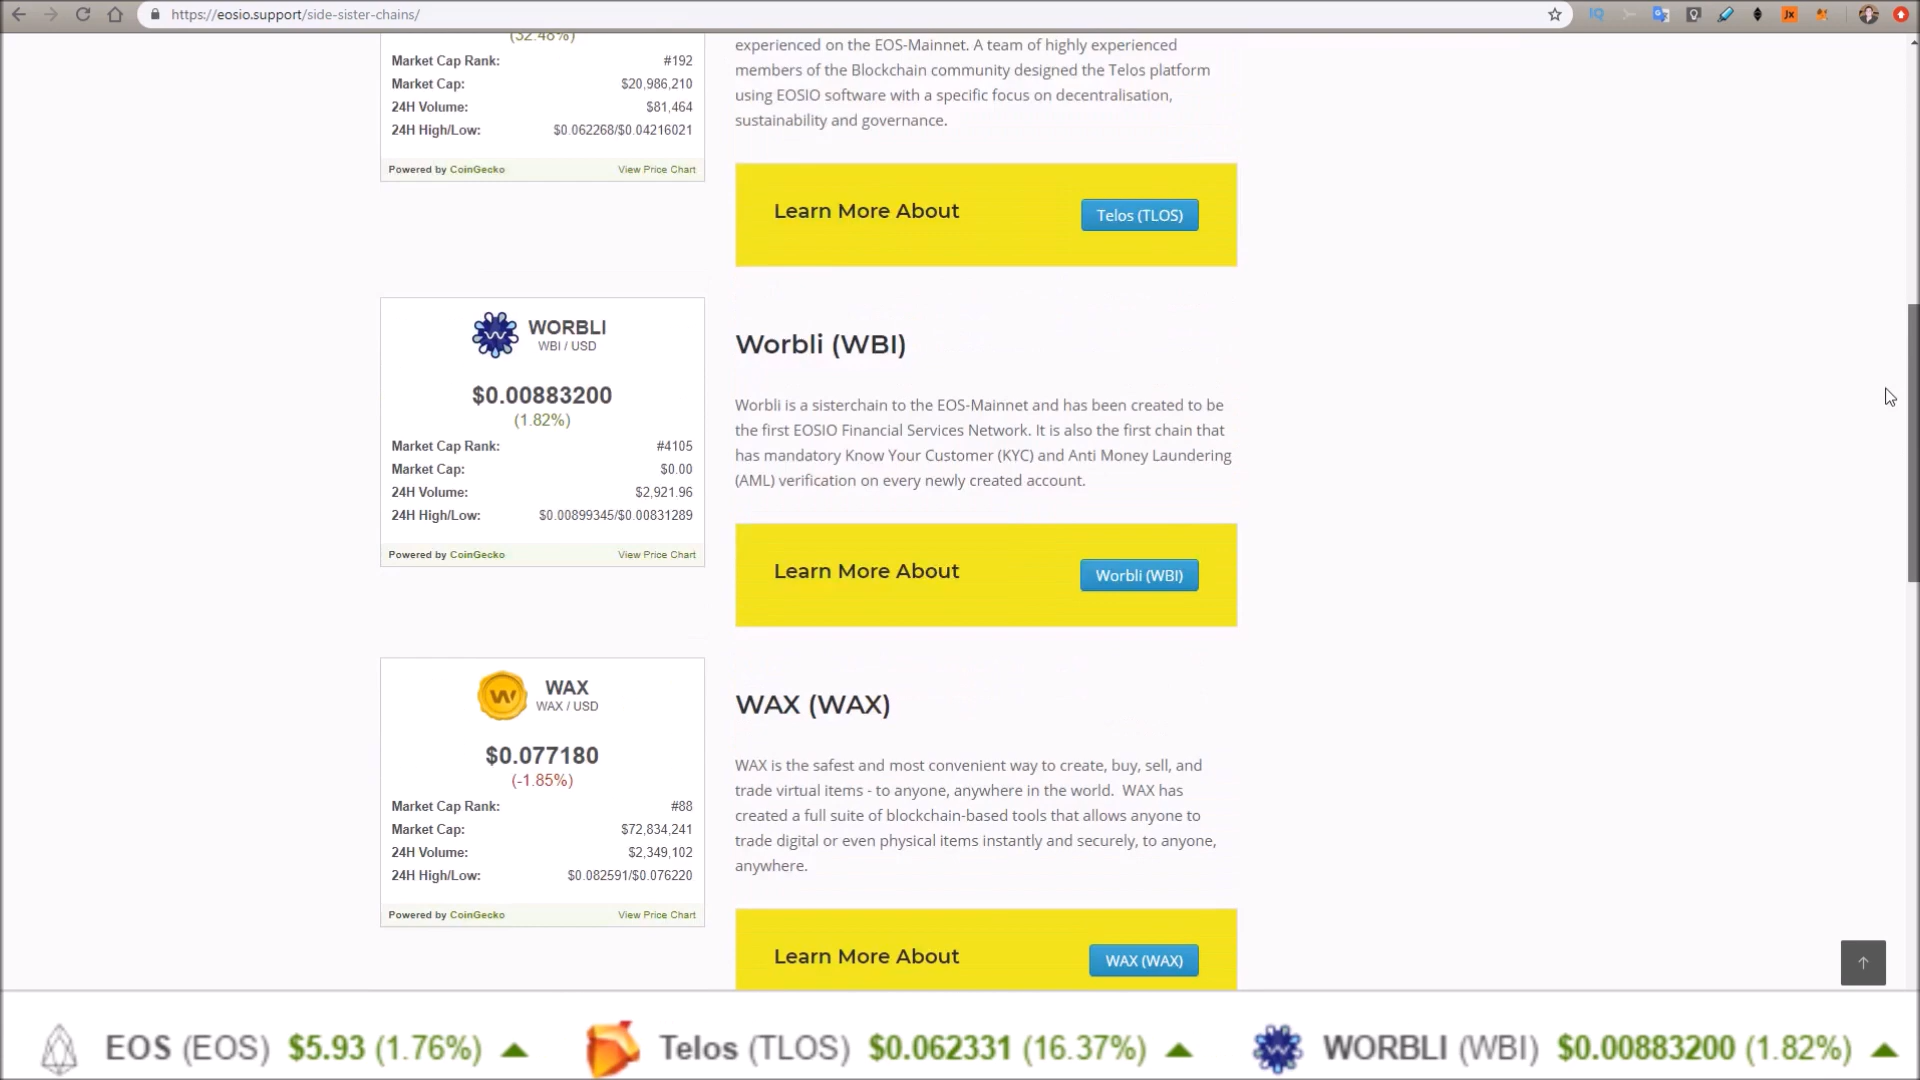 https://eosio.support/side-sister-chains/
(32.48%)
Market Cap Rank: #192
Market Cap: $20,986,210
24H Volume: $81,464
24H High/Low: $0.062268/$0.04216021
Powered by CoinGecko View Price Chart
experienced on the EOS-Mainnet. A team of highly experienced
members of the Blockchain community designed the Telos platform
using EOSIO software with a specific focus on decentralisation,
sustainability and governance.
Learn More About Telos (TLOS)
WORBLI
WBI / USD
$0.00883200
(1.82%)
Market Cap Rank: #4105
Market Cap: $0.00
24H Volume: $2,921.96
24H High/Low: $0.00899345/$0.00831289
Powered by CoinGecko View Price Chart
Worbli (WBI)
Worbli is a sisterchain to the EOS-Mainnet and has been created to be
the first EOSIO Financial Services Network. It is also the first chain that
has mandatory Know Your Customer (KYC) and Anti Money Laundering
(AML) verification on every newly created account.
Learn More About Worbli (WBI)
WAX
WAX / USD
$0.077180
(-1.85%)
Market Cap Rank: #88
Market Cap: $72,834,241
24H Volume: $2,349,102
24H High/Low: $0.082591/$0.076220
Powered by CoinGecko View Price Chart
WAX (WAX)
WAX is the safest and most convenient way to create, buy, sell, and
trade virtual items - to anyone, anywhere in the world. WAX has
created a full suite of blockchain-based tools that allows anyone to
trade digital or even physical items instantly and securely, to anyone,
anywhere.
Learn More About WAX (WAX)
EOS (EOS) $5.93 (1.76%) Telos (TLOS) $0.062331 (16.37%) WORBLI (WBI) $0.00883200 (1.82%)